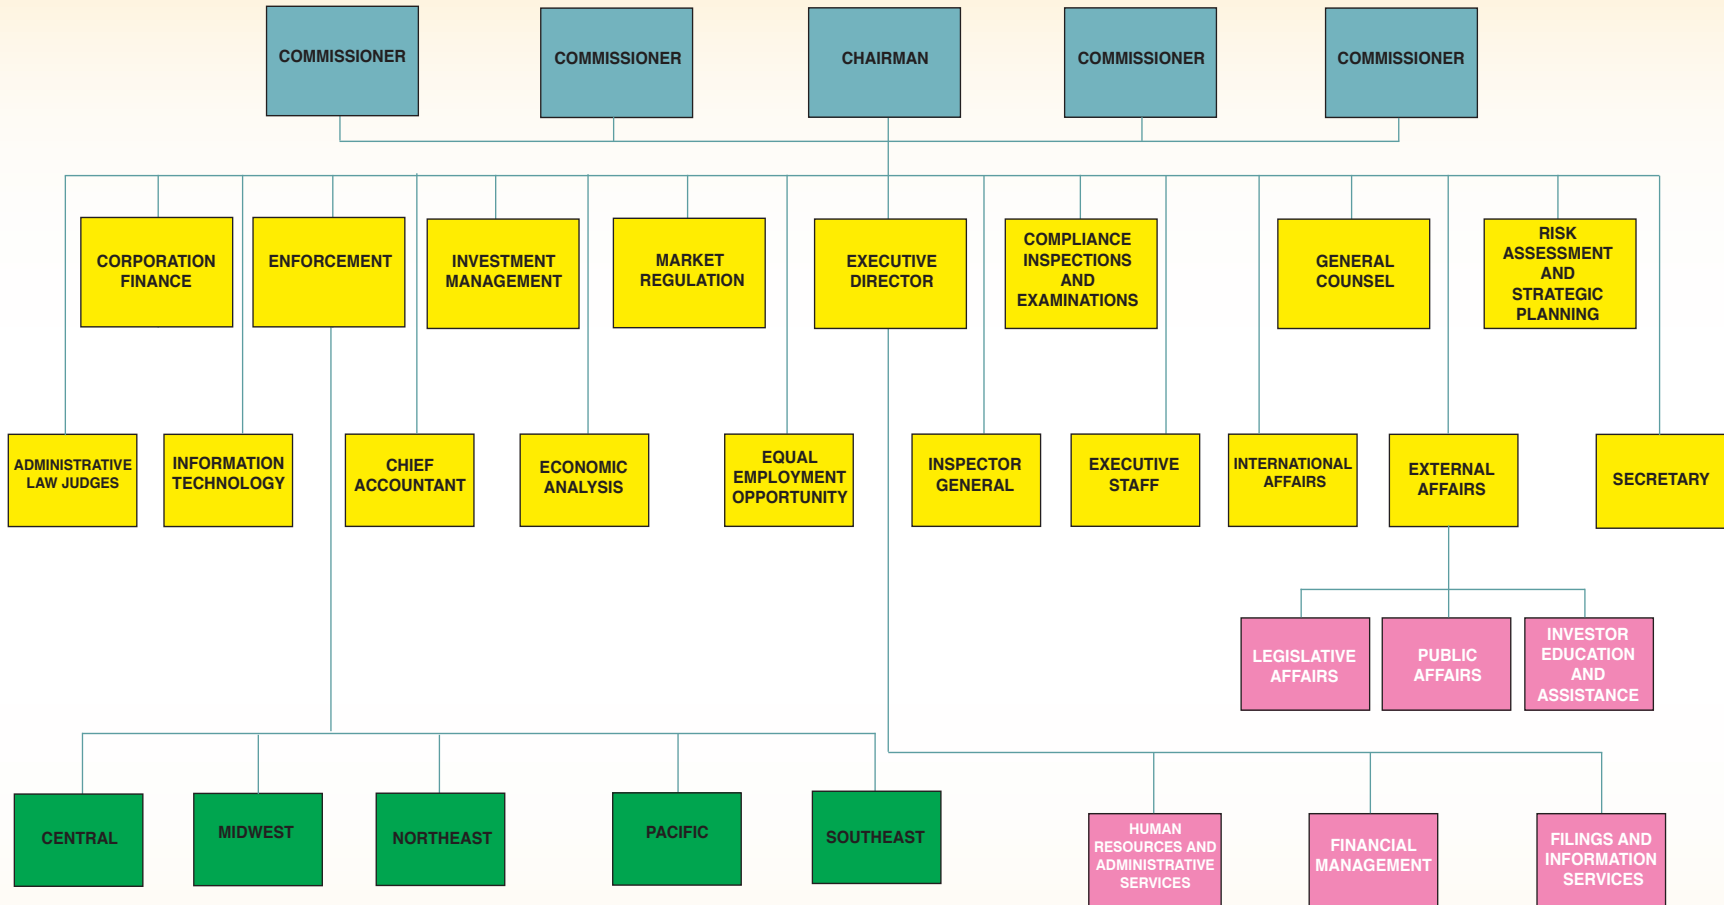 COMMISSIONER
COMMISSIONER
CHAIRMAN
COMMISSIONER
COMMISSIONER
CORPORATION
FINANCE
ENFORCEMENT
INVESTMENT
MANAGEMENT
MARKET
REGULATION
EXECUTIVE
DIRECTOR
COMPLIANCE
INSPECTIONS
AND
EXAMINATIONS
GENERAL
COUNSEL
RISK
ASSESSMENT
AND
STRATEGIC
PLANNING
ADMINISTRATIVE
LAW JUDGES
INFORMATION
TECHNOLOGY
CHIEF
ACCOUNTANT
ECONOMIC
ANALYSIS
EQUAL
EMPLOYMENT
OPPORTUNITY
INSPECTOR
GENERAL
EXECUTIVE
STAFF
INTERNATIONAL
AFFAIRS
EXTERNAL
AFFAIRS
SECRETARY
LEGISLATIVE
AFFAIRS
PUBLIC
AFFAIRS
INVESTOR
EDUCATION
AND
ASSISTANCE
CENTRAL
MIDWEST
NORTHEAST
PACIFIC
SOUTHEAST
HUMAN
RESOURCES AND
ADMINISTRATIVE
SERVICES
FINANCIAL
MANAGEMENT
FILINGS AND
INFORMATION
SERVICES